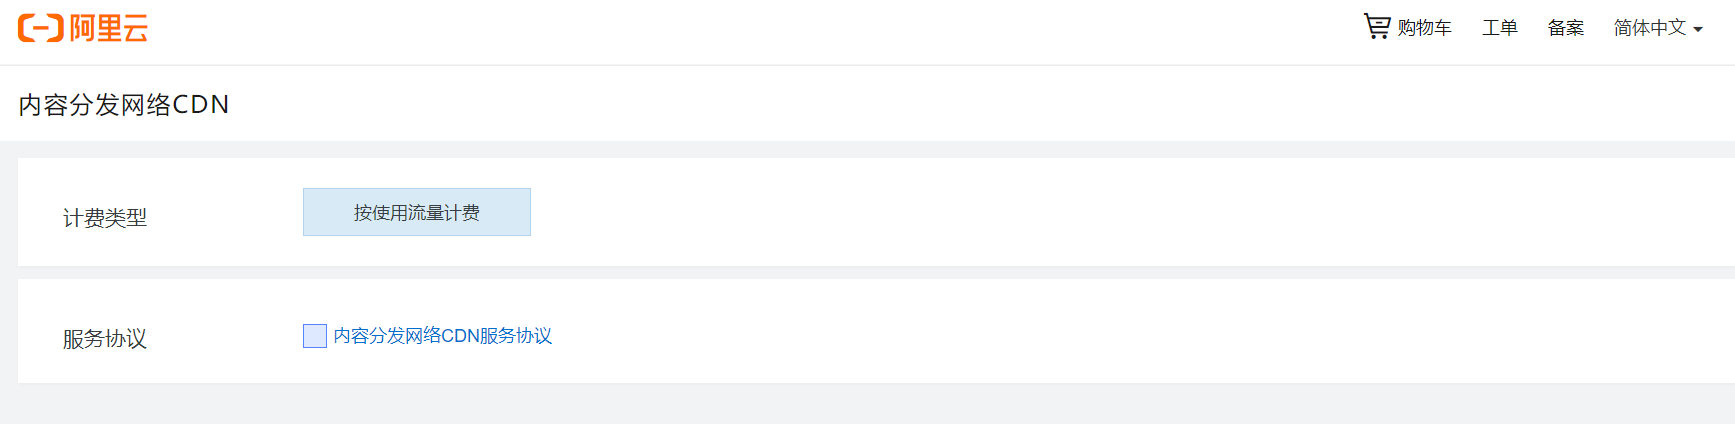 阿里云 购物车 工单 备案 简体中文
内容分发网络CDN
计费类型 按使用流量计费
服务协议 内容分发网络CDN服务协议